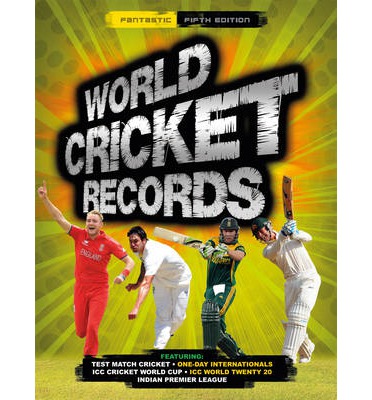 FANTASTIC FIFTH EDITION
WORLD
CRICKET
RECORDS
ENGLAND
FEATURING:
TEST MATCH CRICKET • ONE-DAY INTERNATIONALS
ICC CRICKET WORLD CUP • ICC WORLD TWENTY 20
INDIAN PREMIER LEAGUE